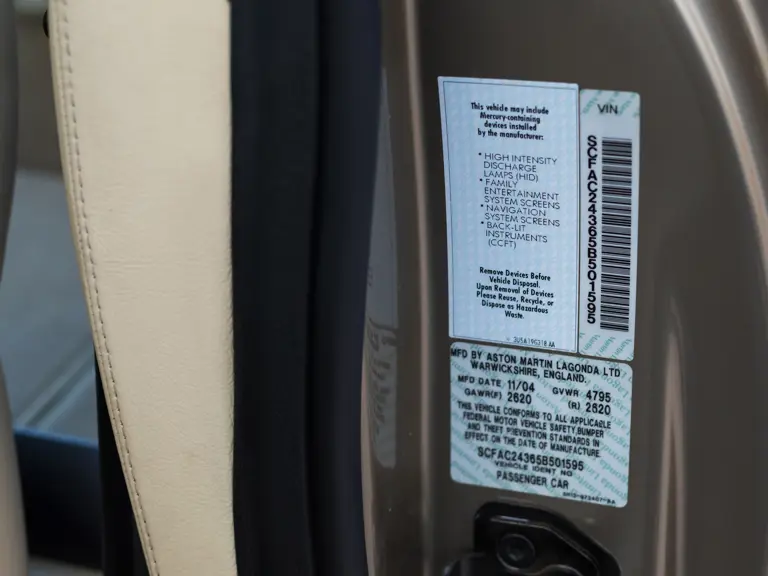 This vehicle may include
Mercury-containing
devices installed
by the manufacturer:
* HIGH INTENSITY
DISCHARGE
LAMPS (HID)
* FAMILY
ENTERTAINMENT
SYSTEM SCREENS
* NAVIGATION
SYSTEM SCREENS
* BACK-LIT
INSTRUMENTS
(CCFT)
Remove Devices Before
Vehicle Disposal.
Upon Removal of Devices
Please Reuse, Recycle, or
Dispose as Hazardous
Waste.
VIN
SCFAC24365B501595
MFD BY ASTON MARTIN LAGONDA LTD
WARWICKSHIRE, ENGLAND.
MFD DATE 11/04 GVWR 4795
GAWR(F) 2620 (R) 2820
THIS VEHICLE CONFORMS TO ALL APPLICABLE
FEDERAL MOTOR VEHICLE SAFETY,BUMPER
AND THEFT PREVENTION STANDARDS IN
EFFECT ON THE DATE OF MANUFACTURE.
SCFAC24365B501595
VEHICLE IDENT NO
PASSENGER CAR